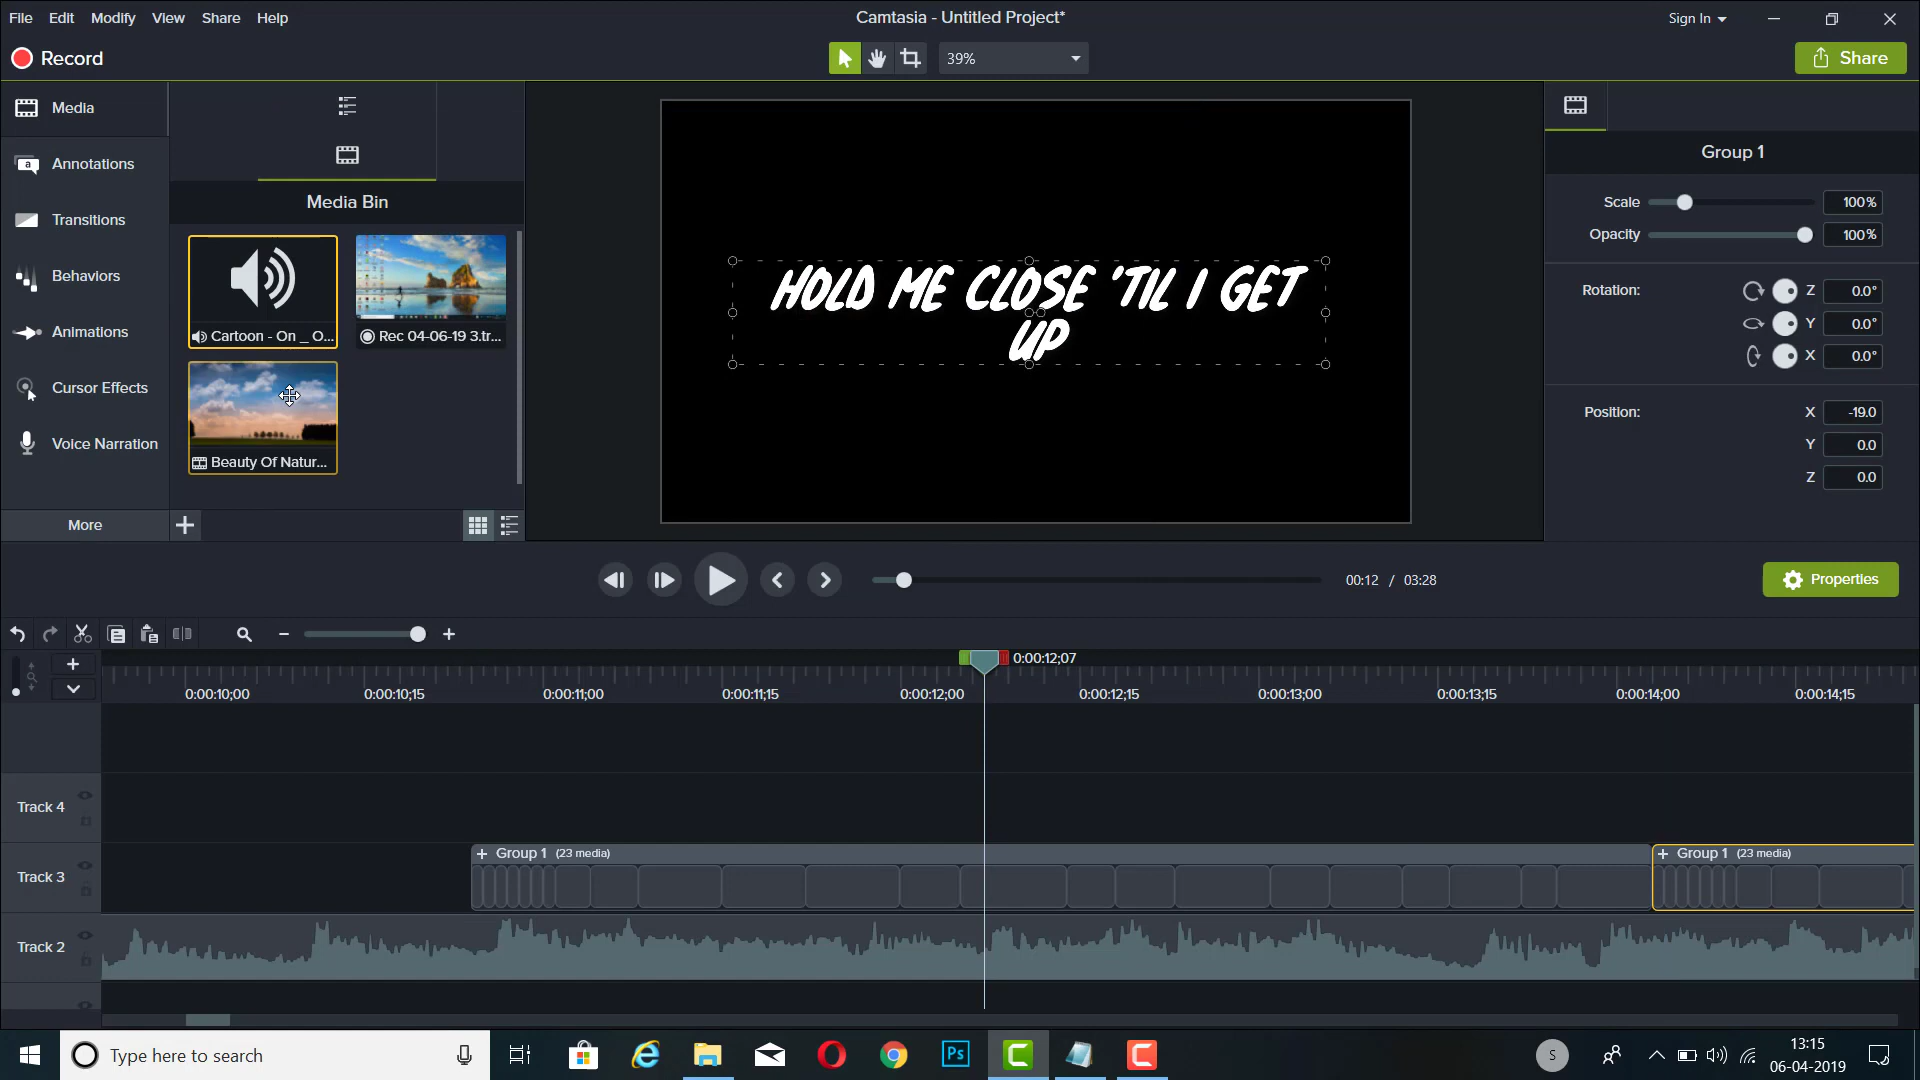 File Edit Modify View Share Help
Camtasia - Untitled Project*
Sign In
Record
39%
Share
Media
Annotations
Transitions
Behaviors
Animations
Cursor Effects
Voice Narration
More
Media Bin
Cartoon - On _ O...
Rec 04-06-19 3.tr...
Beauty Of Natur...
HOLD ME CLOSE 'TIL I GET
UP
Group 1
Scale 100%
Opacity 100%
Rotation: Z 0.0°
Y 0.0°
X 0.0°
Position: X -19.0
Y 0.0
Z 0.0
00:12 / 03:28
Properties
0:00:12;07
0:00:10;00 0:00:10;15 0:00:11;00 0:00:11;15 0:00:12;00 0:00:12;15 0:00:13;00 0:00:13;15 0:00:14;00 0:00:14;15
Track 4
Track 3
+ Group 1 (23 media)
+ Group 1 (23 media)
Track 2
Type here to search
Ps
S
13:15
06-04-2019